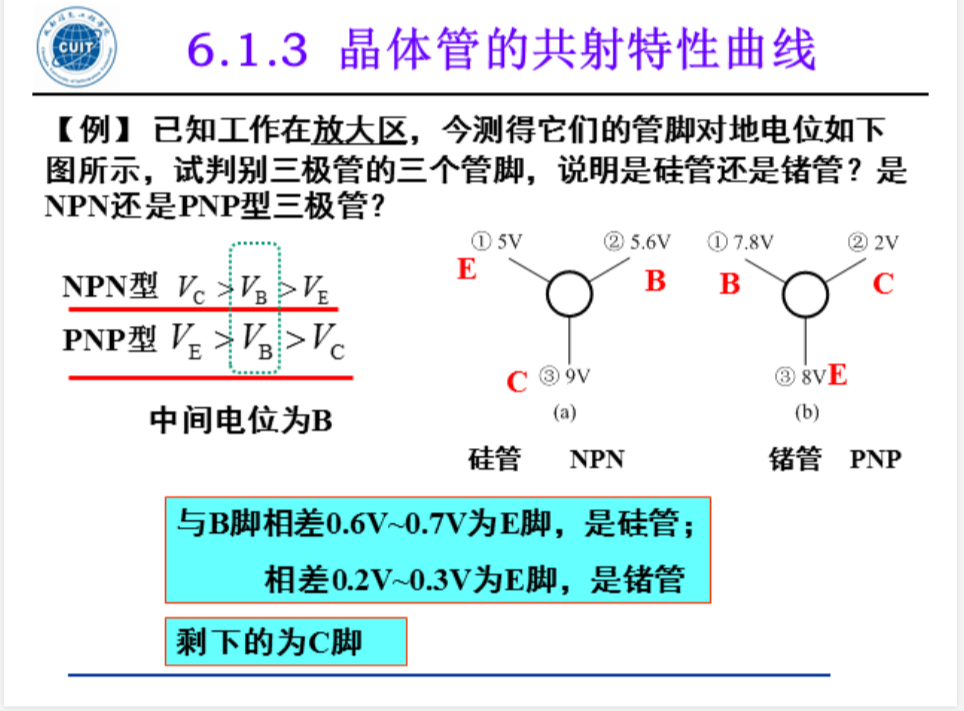 CUIT
6.1.3 晶体管的共射特性曲线
【例】已知工作在放大区，今测得它们的管脚对地电位如下
图所示，试判别三极管的三个管脚，说明是硅管还是锗管？是
NPN还是PNP型三极管？
NPN型 VC >VB >VE
PNP型 VE >VB >VC
中间电位为B
① 5V
② 5.6V
E
B
C ③ 9V
(a)
硅管 NPN
① 7.8V
② 2V
B
C
③ 8V E
(b)
锗管 PNP
与B脚相差0.6V~0.7V为E脚，是硅管；
相差0.2V~0.3V为E脚，是锗管
剩下的为C脚